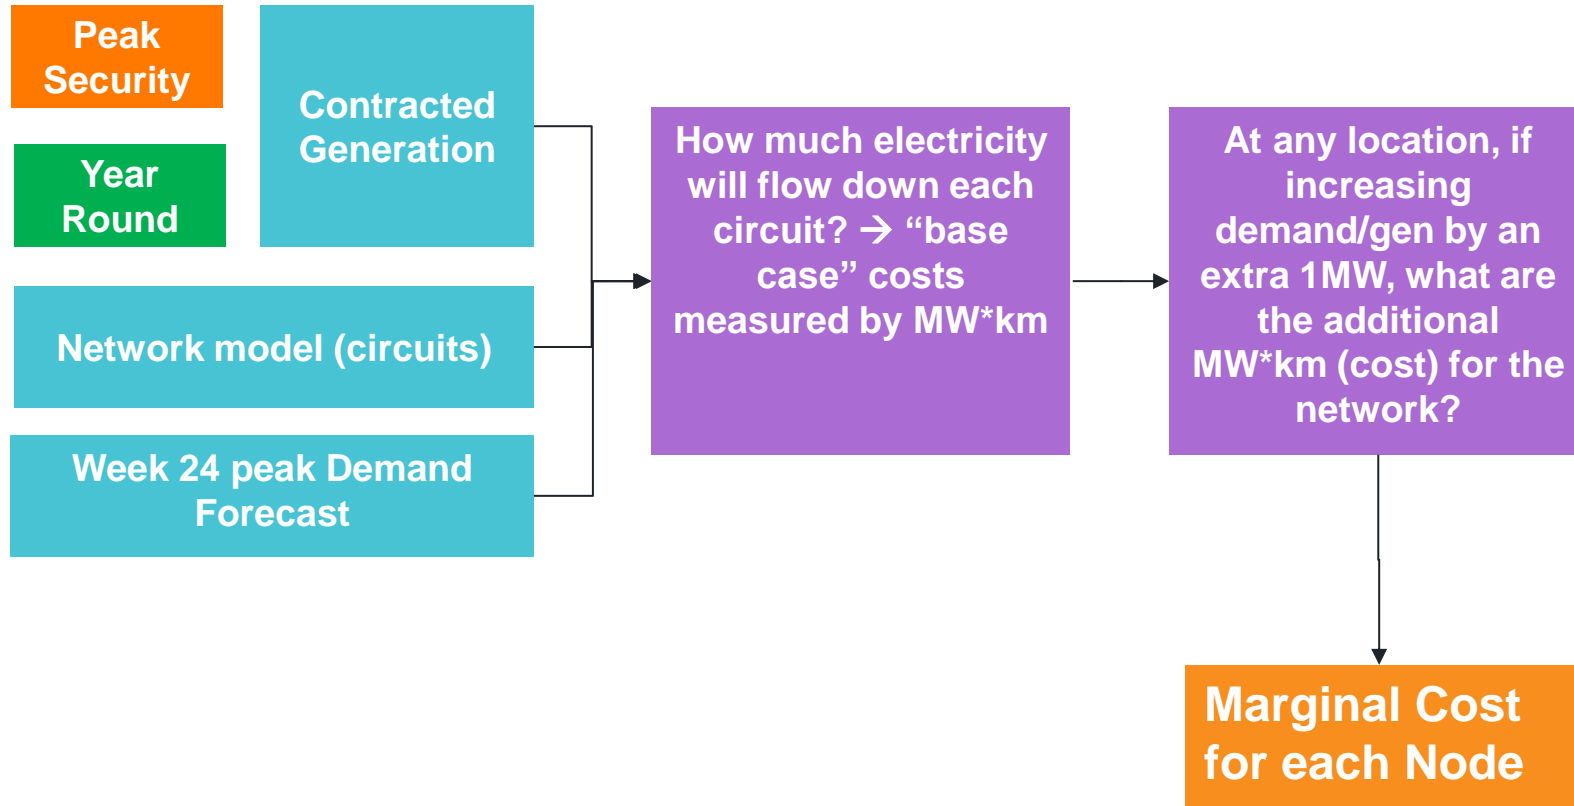 Peak
Security
Year
Round
Contracted
Generation
Network model (circuits)
Week 24 peak Demand
Forecast
How much electricity
will flow down each
circuit? → “base
case” costs
measured by MW*km
At any location, if
increasing
demand/gen by an
extra 1MW, what are
the additional
MW*km (cost) for the
network?
Marginal Cost
for each Node